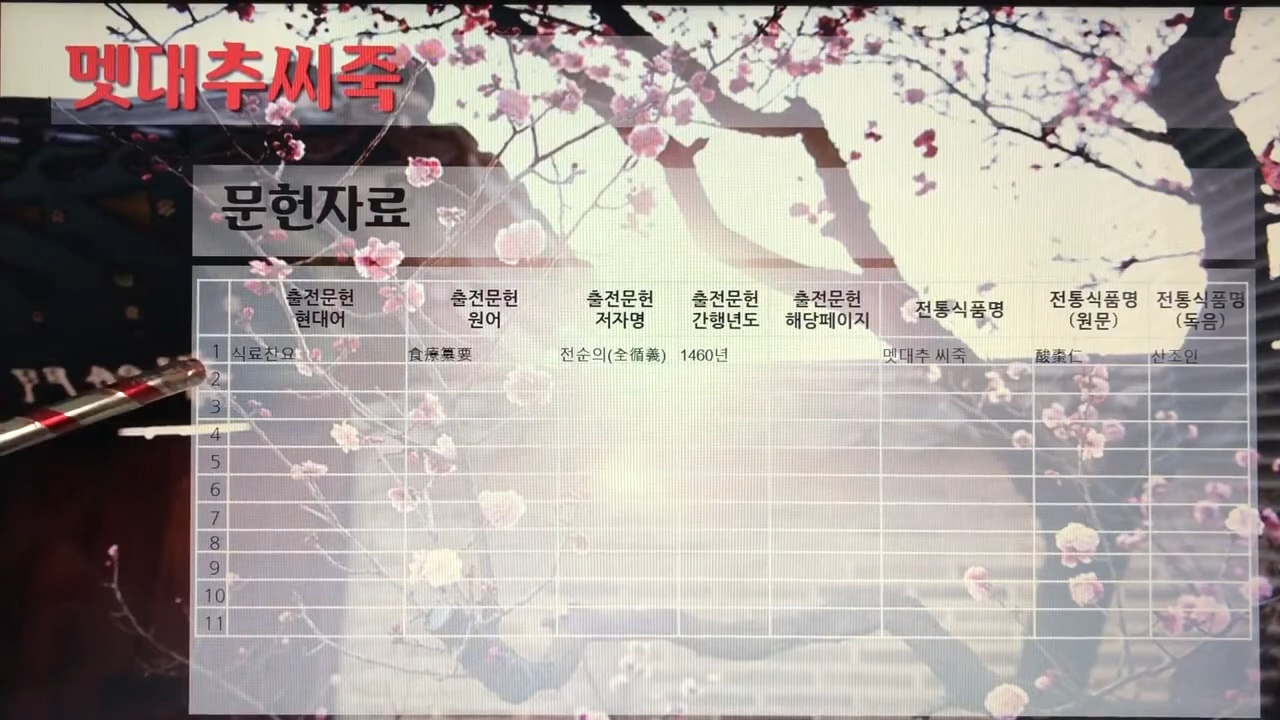 멧대추씨죽
문헌자료
출전문헌 현대어 출전문헌 원어 출전문헌 저자명 출전문헌 간행년도 출전문헌 해당페이지 전통식품명 전통식품명 (원문) 전통식품명 (독음)
1 식료찬요 食療纂要 전순의(全循義) 1460년 멧대추 씨죽 酸棗仁 산조인
2
3
4
5
6
7
8
9
10
11